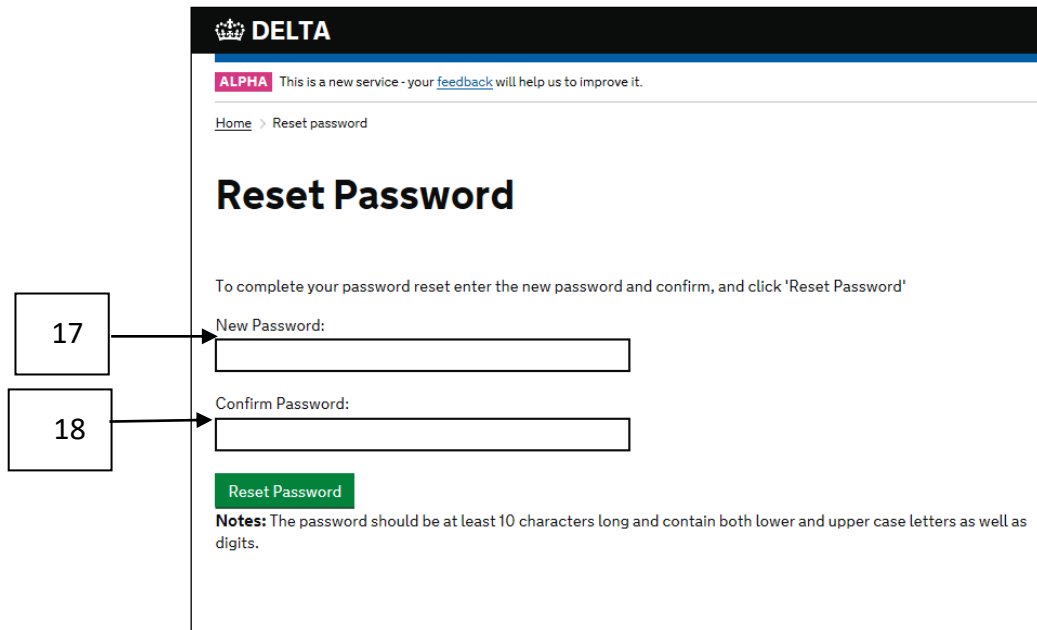 DELTA
ALPHA This is a new service - your feedback will help us to improve it.
Home > Reset password
Reset Password
To complete your password reset enter the new password and confirm, and click 'Reset Password'
17
New Password:
18
Confirm Password:
Reset Password
Notes: The password should be at least 10 characters long and contain both lower and upper case letters as well as
digits.